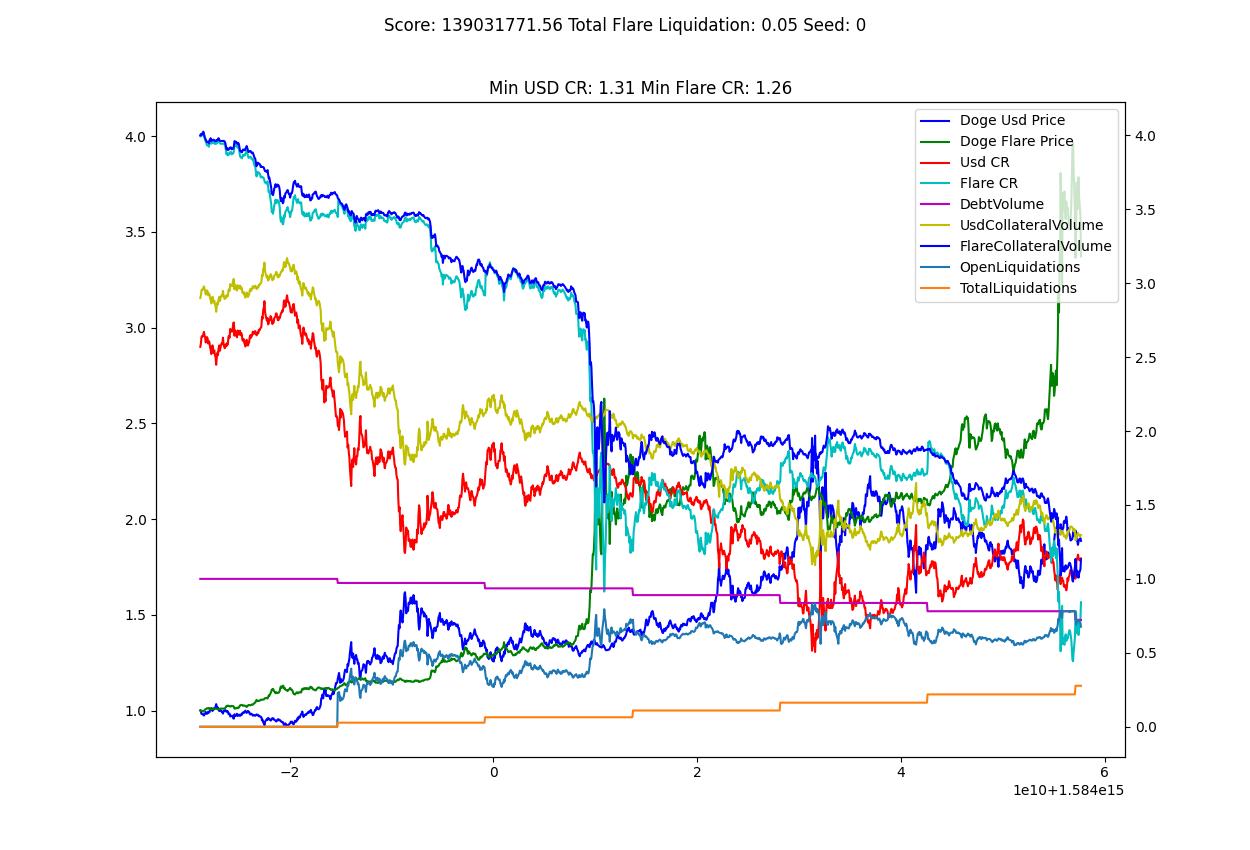 Score: 139031771.56 Total Flare Liquidation: 0.05 Seed: 0
Min USD CR: 1.31 Min Flare CR: 1.26
Doge Usd Price
Doge Flare Price
Usd CR
Flare CR
DebtVolume
UsdCollateralVolume
FlareCollateralVolume
OpenLiquidations
TotalLiquidations
4.0
3.5
3.0
2.5
2.0
1.5
1.0
4.0
3.5
3.0
2.5
2.0
1.5
1.0
0.5
0.0
−2 0 2 4 6
1e10+1.584e15